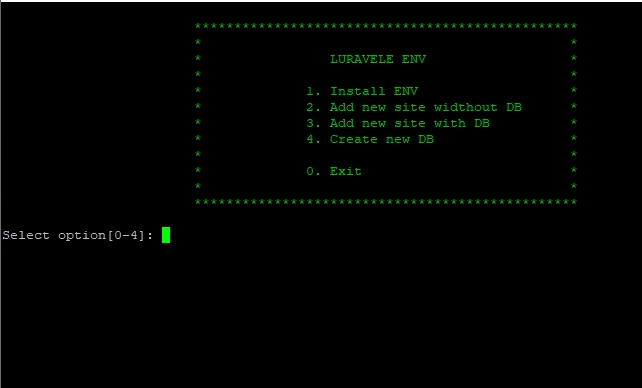 ************************************************
* *
* LURAVELE ENV *
* *
* 1. Install ENV *
* 2. Add new site widthout DB *
* 3. Add new site with DB *
* 4. Create new DB *
* *
* 0. Exit *
* *
************************************************
Select option[0-4]: